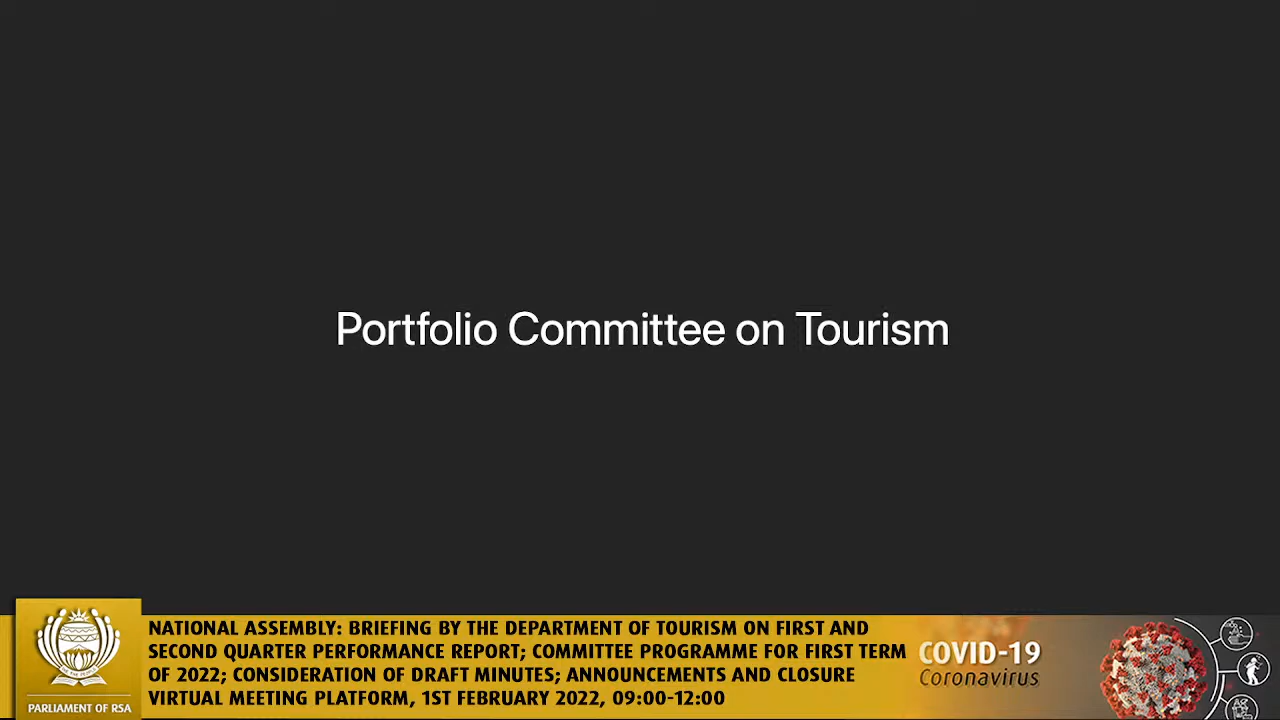 Portfolio Committee on Tourism
NATIONAL ASSEMBLY: BRIEFING BY THE DEPARTMENT OF TOURISM ON FIRST AND
SECOND QUARTER PERFORMANCE REPORT; COMMITTEE PROGRAMME FOR FIRST TERM
OF 2022; CONSIDERATION OF DRAFT MINUTES; ANNOUNCEMENTS AND CLOSURE
VIRTUAL MEETING PLATFORM, 1ST FEBRUARY 2022, 09:00-12:00
PARLIAMENT OF RSA
COVID-19
Coronavirus